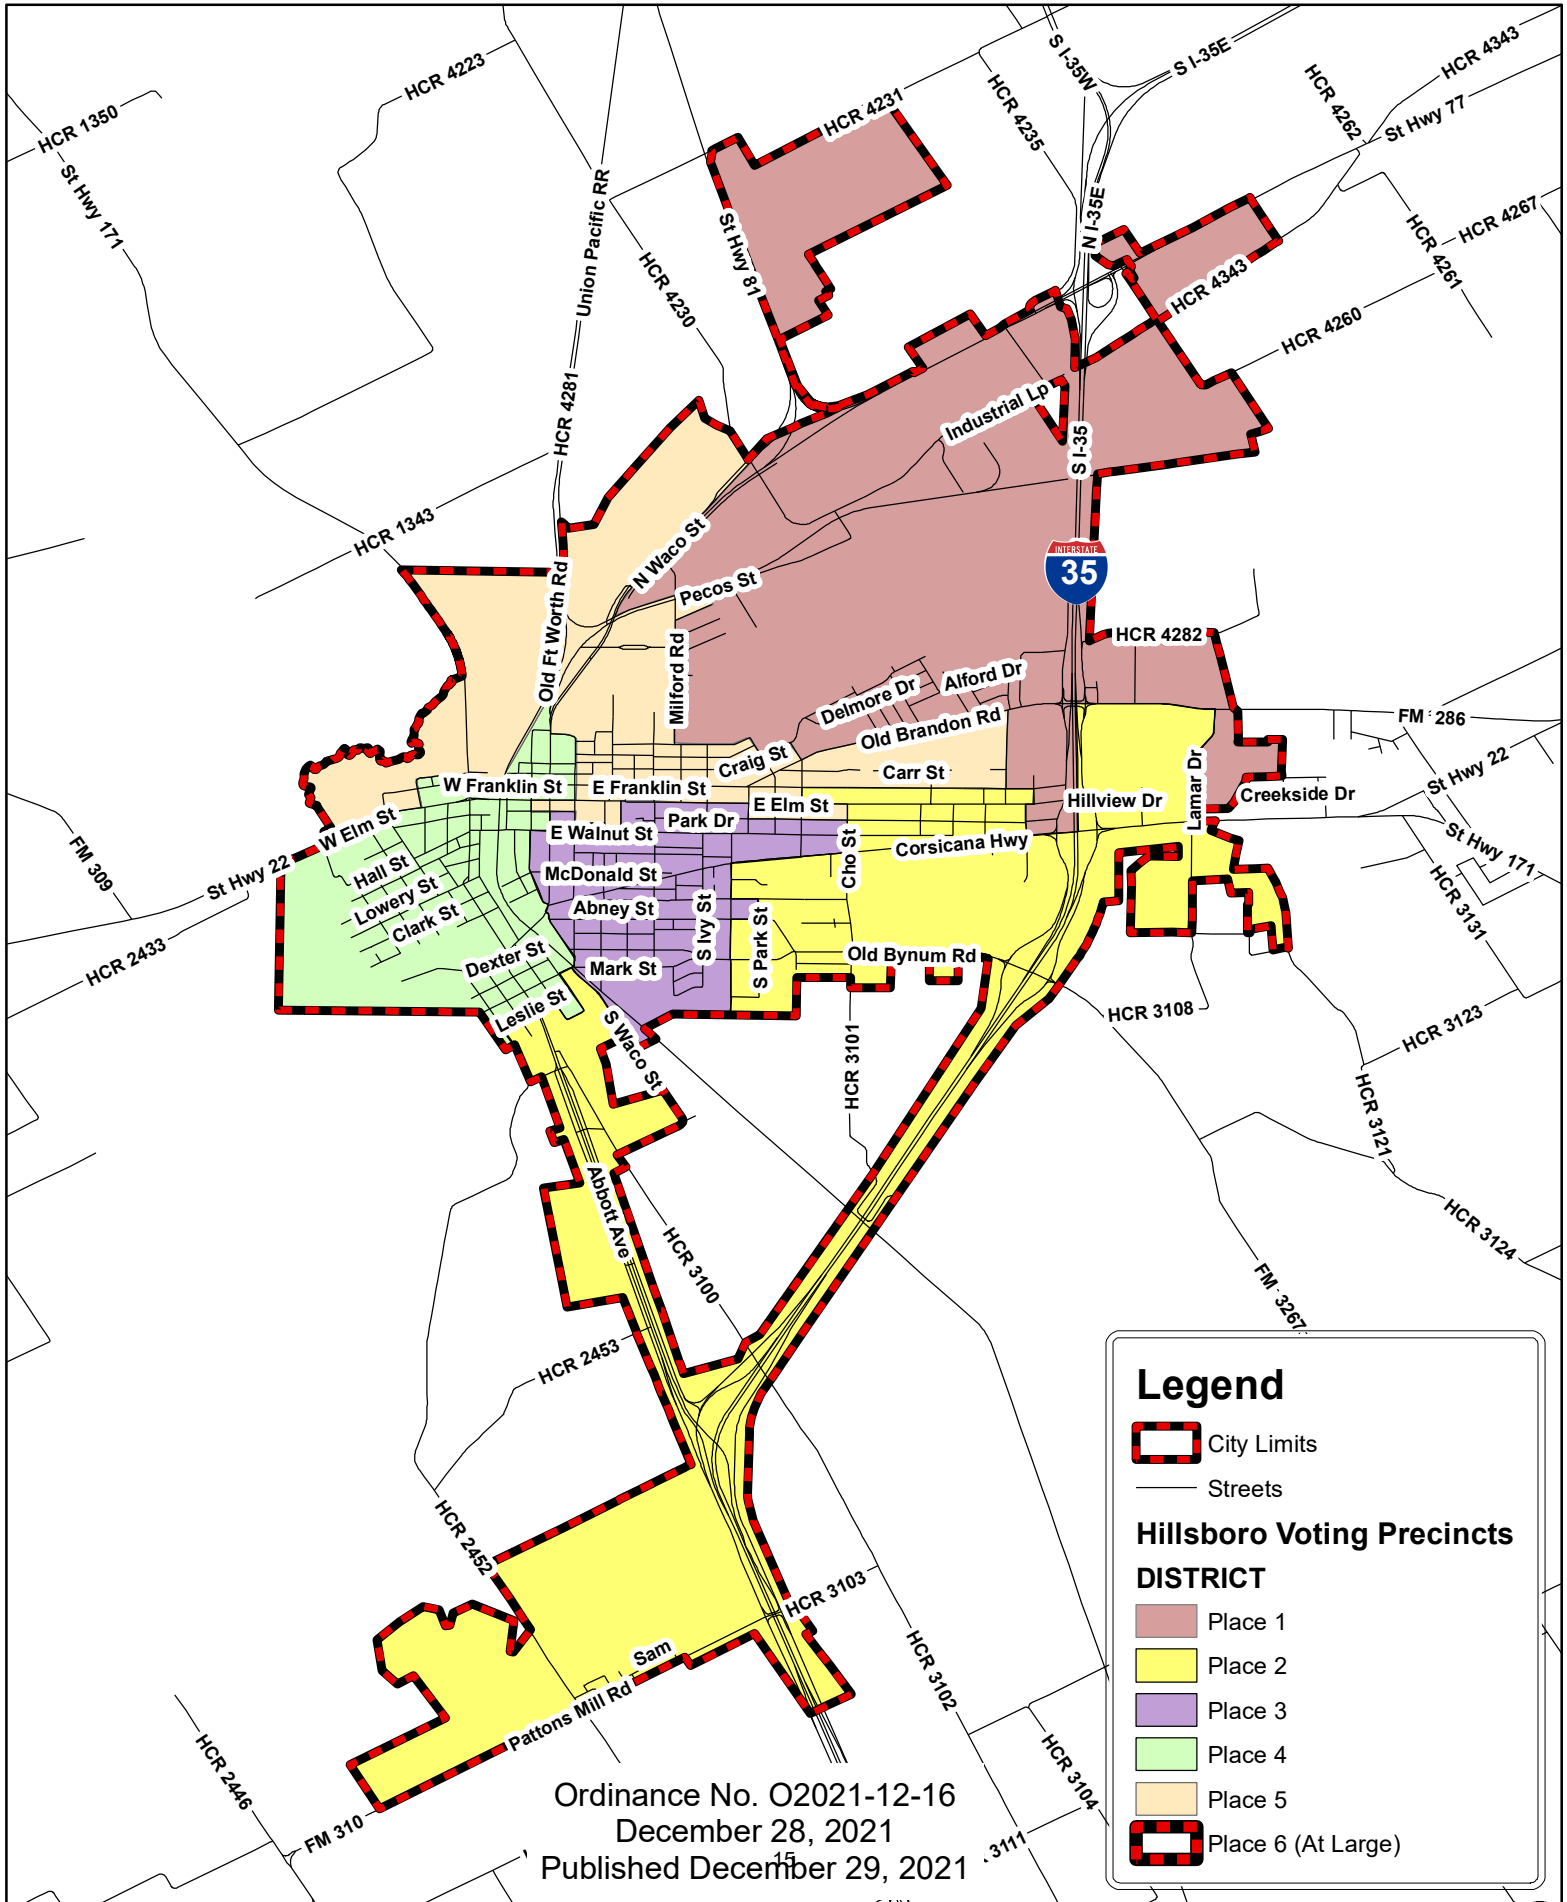 S I-35W
S I-35E
HCR 4343
HCR 4223
HCR 4262
St Hwy 77
HCR 1350
HCR 4231
HCR 4235
St Hwy 171
Union Pacific RR
St Hwy 81
N I-35E
HCR 4267
HCR 4261
HCR 4230
HCR 4343
HCR 4260
HCR 4281
Industrial Lp
S I-35
HCR 1343
N Waco St
INTERSTATE
35
Pecos St
Old Ft Worth Rd
HCR 4282
Milford Rd
Alford Dr
Delmore Dr
Old Brandon Rd
FM 286
Craig St
Carr St
Lamar Dr
St Hwy 22
W Franklin St
E Franklin St
Hillview Dr
Creekside Dr
E Elm St
W Elm St
Park Dr
E Walnut St
Corsicana Hwy
Cho St
St Hwy 171
FM 309
St Hwy 22
Hall St
McDonald St
Lowery St
Abney St
Clark St
S Ivy St
S Park St
HCR 3131
HCR 2433
Dexter St
Mark St
Old Bynum Rd
Leslie St
S Waco St
HCR 3101
HCR 3108
HCR 3123
HCR 3121
Abbott Ave
HCR 3100
HCR 3124
FM 3267
HCR 2453
HCR 2452
HCR 3103
Sam
Pattons Mill Rd
HCR 3102
HCR 2446
HCR 3104
FM 310
3111
Legend
City Limits
Streets
Hillsboro Voting Precincts
DISTRICT
Place 1
Place 2
Place 3
Place 4
Place 5
Place 6 (At Large)
Ordinance No. O2021-12-16
December 28, 2021
Published December 29, 2021
15